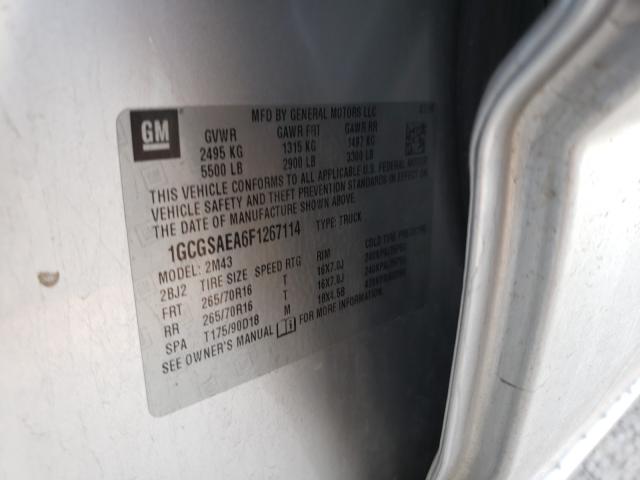 MFD BY GENERAL MOTORS LLC
GM
GVWR GAWR FRT GAWR RR
2495 KG 1315 KG 1497 KG
5500 LB 2900 LB 3300 LB
THIS VEHICLE CONFORMS TO ALL APPLICABLE U.S. FEDERAL MOTOR
VEHICLE SAFETY AND THEFT PREVENTION STANDARDS IN EFFECT ON
THE DATE OF MANUFACTURE SHOWN ABOVE.
1GCGSAEA6F1267114 TYPE: TRUCK
MODEL: 2M43
2BJ2 TIRE SIZE SPEED RTG RIM COLD TIRE PRESSURE
FRT 265/70R16 T 16X7.0J
RR 265/70R16 T 16X7.0J
SPA T175/90D18 M 18X4.5B
SEE OWNER'S MANUAL FOR MORE INFORMATION.